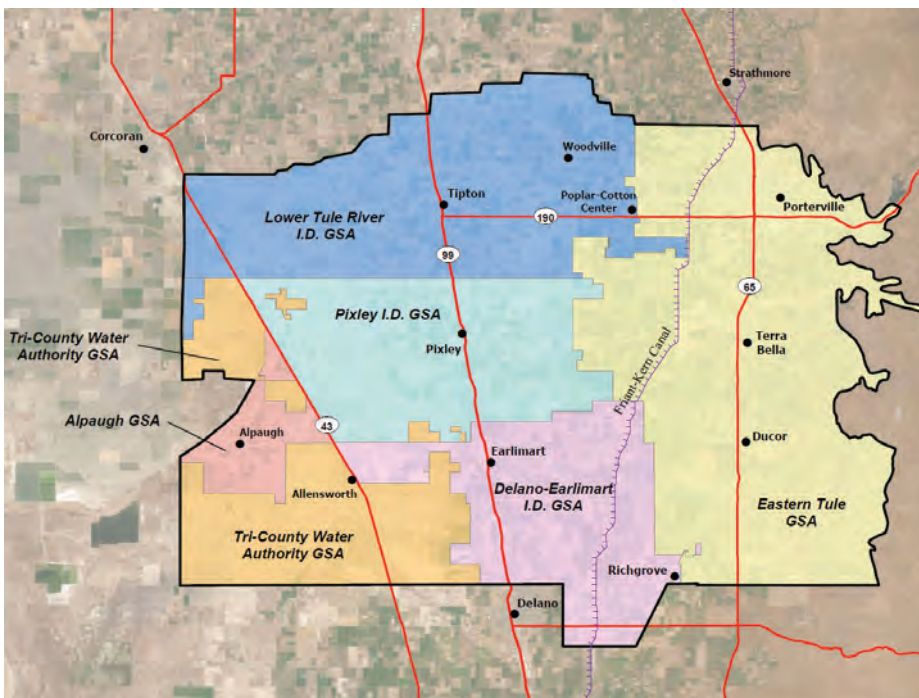 Strathmore
Corcoran
Woodville
Tipton
Poplar-Cotton
Center
Porterville
190
Lower Tule River
I.D. GSA
99
65
Pixley I.D. GSA
Tri-County Water
Authority GSA
Pixley
Terra
Bella
Friant-Kern Canal
Alpaugh GSA
43
Alpaugh
Ducor
Earlimart
Allensworth
Delano-Earlimart
I.D. GSA
Eastern Tule
GSA
Tri-County Water
Authority GSA
Richgrove
Delano